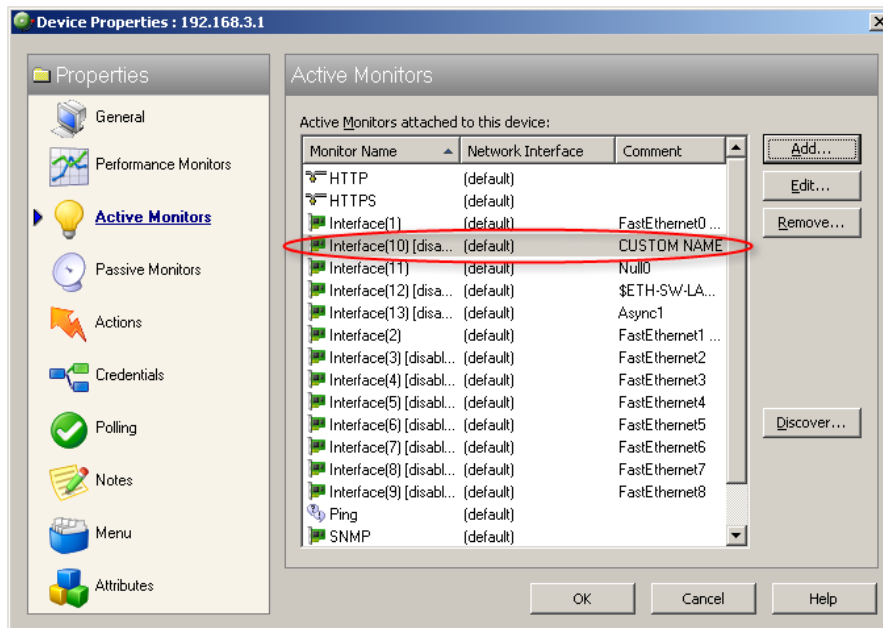 Device Properties : 192.168.3.1
Properties
General
Performance Monitors
Active Monitors
Passive Monitors
Actions
Credentials
Polling
Notes
Menu
Attributes
Active Monitors
Active Monitors attached to this device:
Monitor Name Network Interface Comment
HTTP (default)
HTTPS (default)
Interface(1) (default) FastEthernet0 ...
Interface(10) [disa... (default) CUSTOM NAME
Interface(11) (default) Null0
Interface(12) [disa... (default) $ETH-SW-LA...
Interface(13) [disa... (default) Async1
Interface(2) (default) FastEthernet1 ...
Interface(3) [disabl... (default) FastEthernet2
Interface(4) [disabl... (default) FastEthernet3
Interface(5) [disabl... (default) FastEthernet4
Interface(6) [disabl... (default) FastEthernet5
Interface(7) [disabl... (default) FastEthernet6
Interface(8) [disabl... (default) FastEthernet7
Interface(9) [disabl... (default) FastEthernet8
Ping (default)
SNMP (default)
Add...
Edit...
Remove...
Discover...
OK Cancel Help